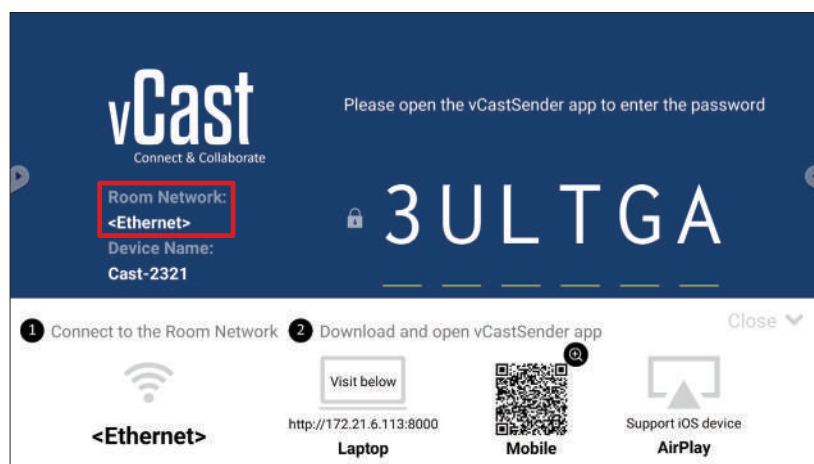 vCast
Connect & Collaborate
Please open the vCastSender app to enter the password
Room Network:
<Ethernet>
Device Name:
Cast-2321
3ULTGA
1 Connect to the Room Network
2 Download and open vCastSender app
Close
Visit below
http://172.21.6.113:8000
Laptop
Mobile
Support iOS device
AirPlay
<Ethernet>